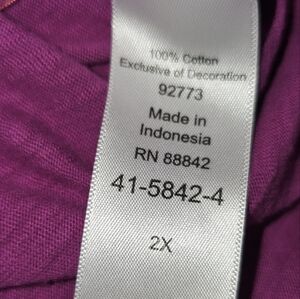 100% Cotton
Exclusive of Decoration
92773
Made in
Indonesia
RN 88842
41-5842-4
2X